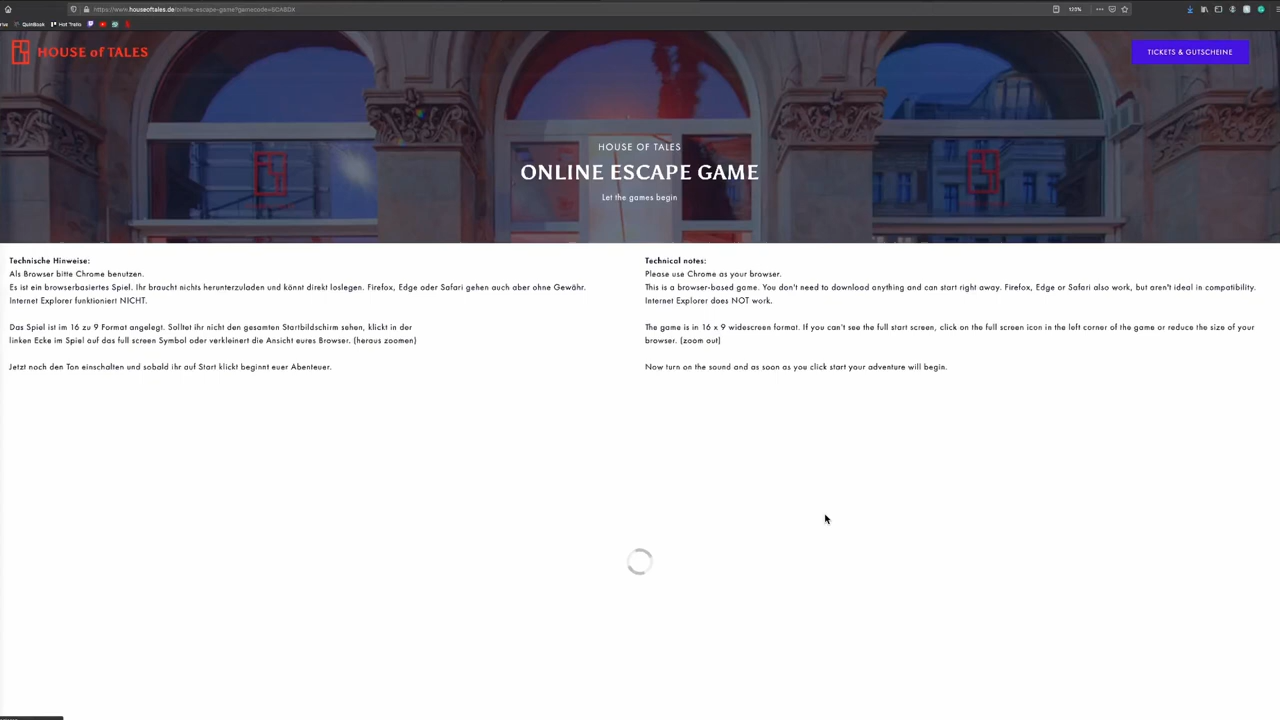 https://www.houseoftales.de/online-escape-game?gamecode=
125%
QuinBook
Hot Trello
HOUSE of TALES
TICKETS & GUTSCHEINE
HOUSE OF TALES
ONLINE ESCAPE GAME
Let the games begin
Technische Hinweise:
Als Browser bitte Chrome benutzen.
Es ist ein browserbasiertes Spiel. Ihr braucht nichts herunterzuladen und könnt direkt loslegen. Firefox, Edge oder Safari gehen auch aber ohne Gewähr.
Internet Explorer funktioniert NICHT.
Das Spiel ist im 16 zu 9 Format angelegt. Solltet ihr nicht den gesamten Startbildschirm sehen, klickt in der
linken Ecke im Spiel auf das full screen Symbol oder verkleinert die Ansicht eures Browser. (heraus zoomen)
Jetzt noch den Ton einschalten und sobald ihr auf Start klickt beginnt euer Abenteuer.
Technical notes:
Please use Chrome as your browser.
This is a browser-based game. You don't need to download anything and can start right away. Firefox, Edge or Safari also work, but aren't ideal in compatibility.
Internet Explorer does NOT work.
The game is in 16 x 9 widescreen format. If you can't see the full start screen, click on the full screen icon in the left corner of the game or reduce the size of your
browser. (zoom out)
Now turn on the sound and as soon as you click start your adventure will begin.